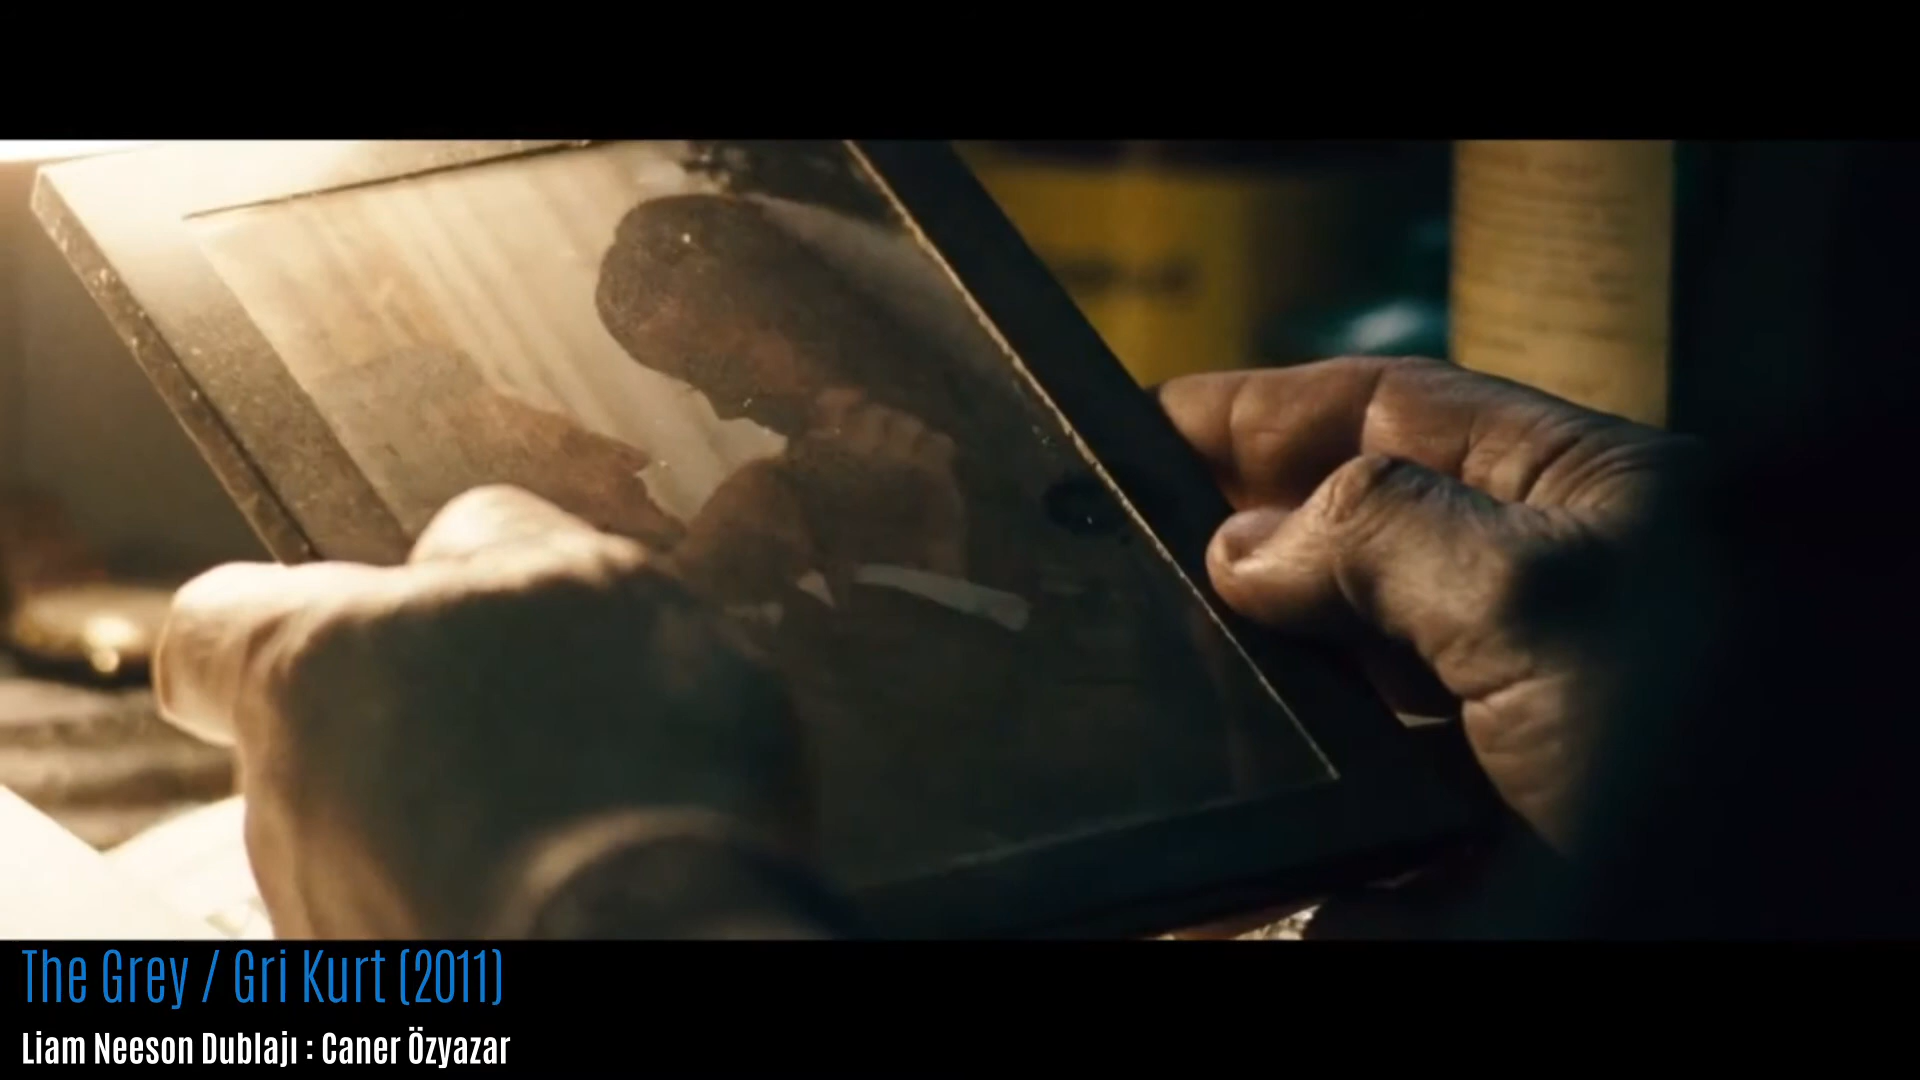 The Grey / Gri Kurt (2011)
Liam Neeson Dublajı : Caner Özyazar